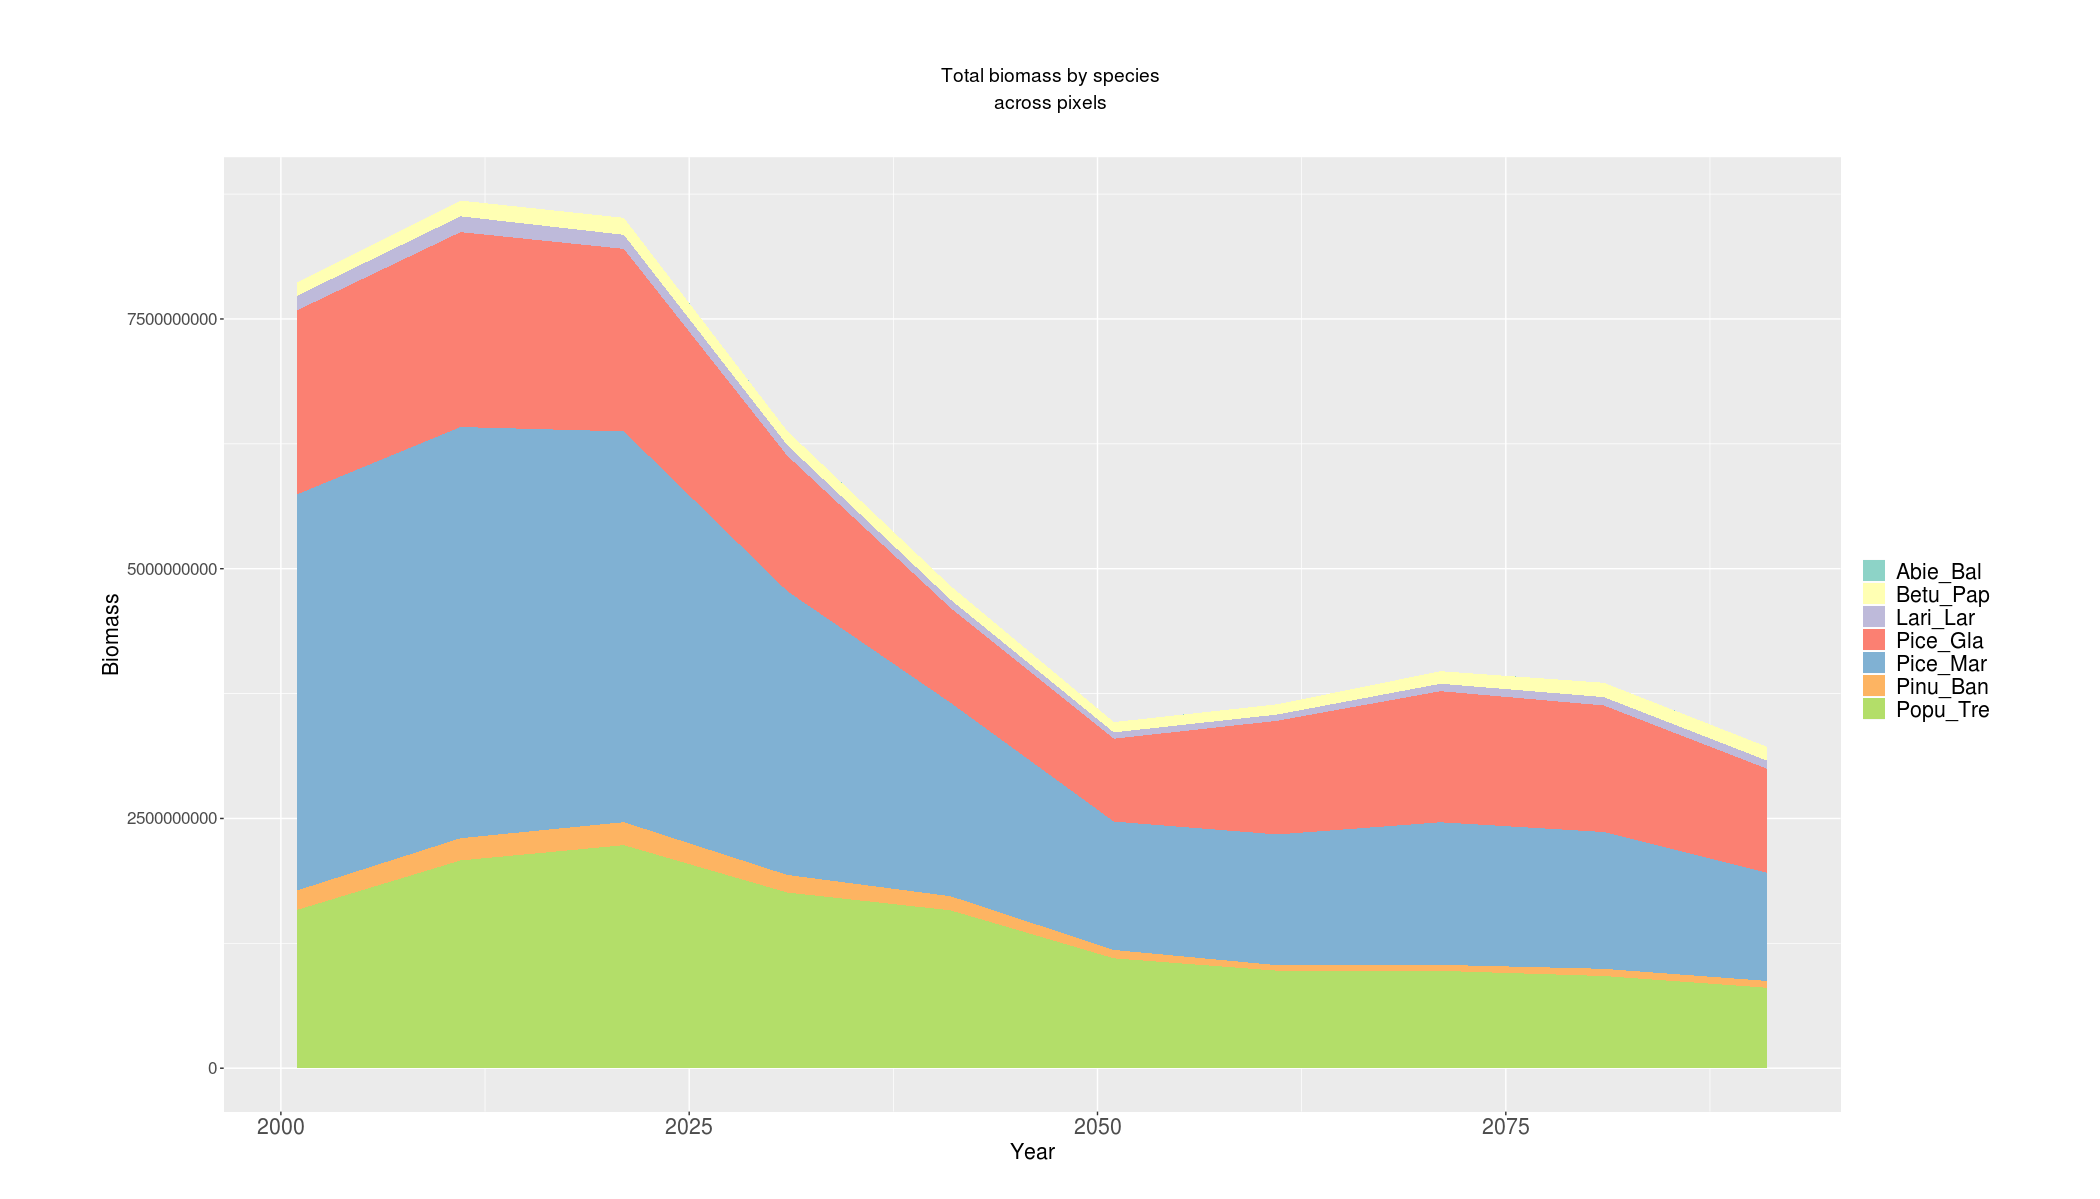 Total biomass by species
across pixels
Biomass
7500000000
5000000000
2500000000
0
2000
2025
2050
2075
Year
Abie_Bal
Betu_Pap
Lari_Lar
Pice_Gla
Pice_Mar
Pinu_Ban
Popu_Tre